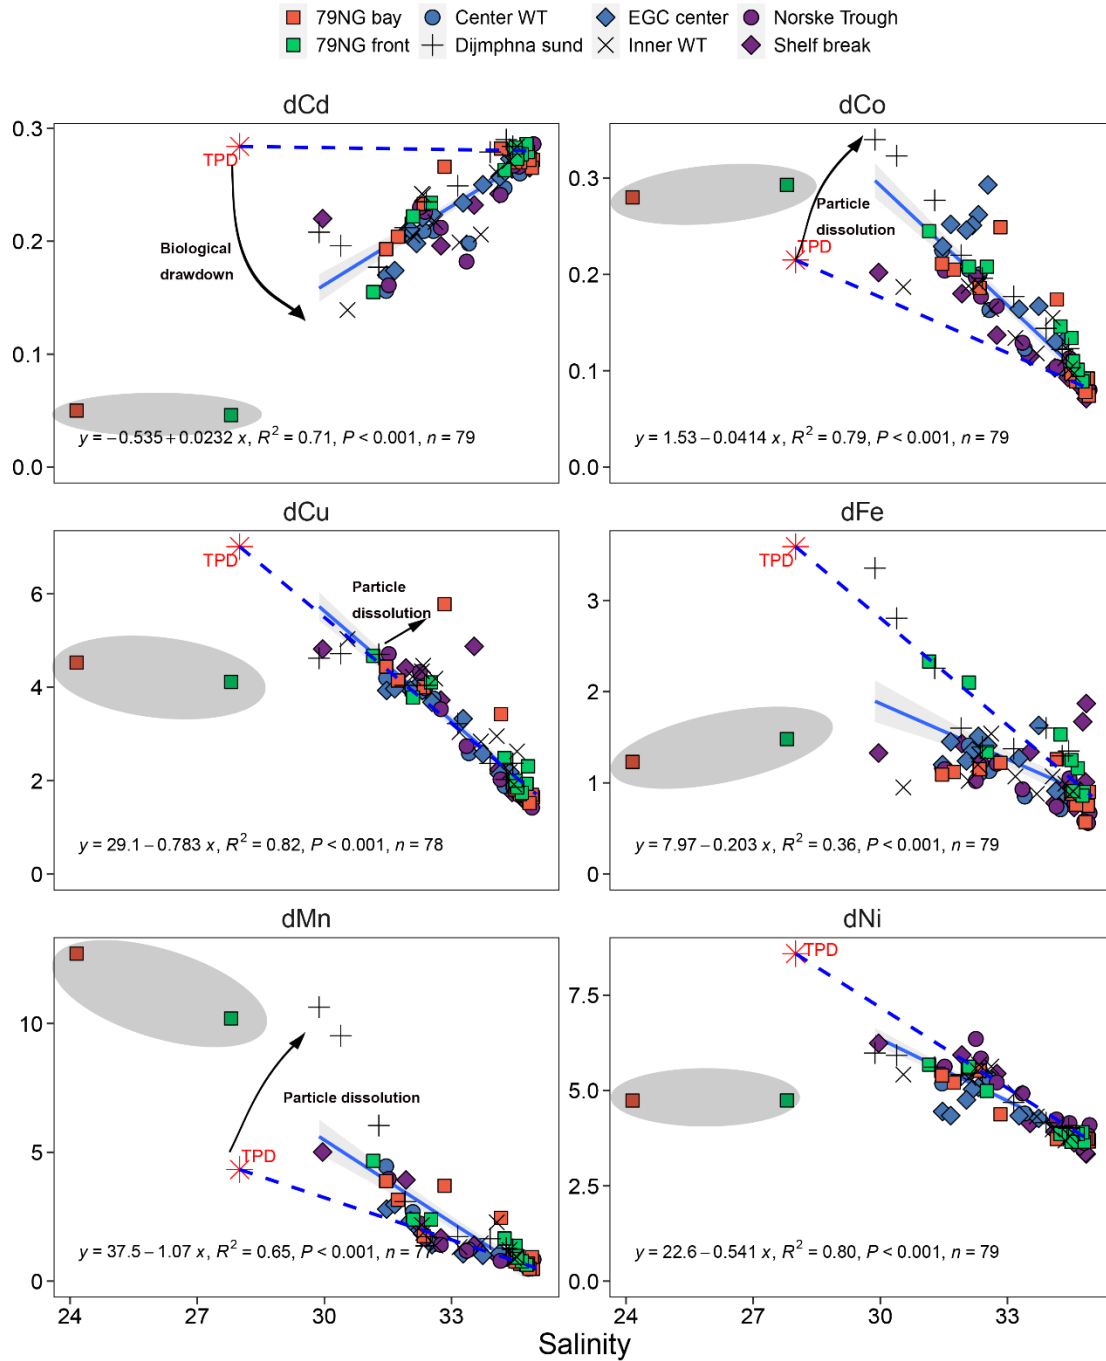 79NG bay Center WT EGC center Norske Trough
79NG front Dijmphna sund Inner WT Shelf break
dCd
0.3
TPD
Biological
drawdown
0.2
0.1
y = −0.535 + 0.0232 x, R² = 0.71, P < 0.001, n = 79
0.0
dCo
0.3
Particle
dissolution
TPD
0.2
0.1
y = 1.53 − 0.0414 x, R² = 0.79, P < 0.001, n = 79
0.0
dCu
TPD
6
Particle
dissolution
4
2
y = 29.1 − 0.783 x, R² = 0.82, P < 0.001, n = 78
0
dFe
TPD
3
2
1
y = 7.97 − 0.203 x, R² = 0.36, P < 0.001, n = 79
0
dMn
10
Particle dissolution
5
TPD
y = 37.5 − 1.07 x, R² = 0.65, P < 0.001, n = 77
0
24 27 30 33
dNi
TPD
7.5
5.0
2.5
y = 22.6 − 0.541 x, R² = 0.80, P < 0.001, n = 79
0.0
24 27 30 33
Salinity